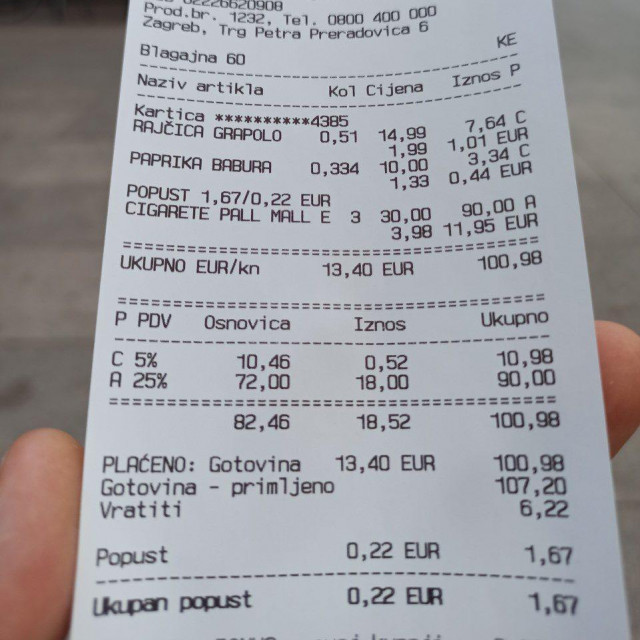 02226620908
Prod.br. 1232, Tel. 0800 400 000
Zagreb, Trg Petra Preradovica 6
Blagajna 60 KE
Naziv artikla Kol Cijena Iznos P
Kartica **********4385
RAJČICA GRAPOLO 0,51 14,99 7,64 C
1,99 1,01 EUR
PAPRIKA BABURA 0,334 10,00 3,34 C
1,33 0,44 EUR
POPUST 1,67/0,22 EUR
CIGARETE PALL MALL E 3 30,00 90,00 A
3,98 11,95 EUR
UKUPNO EUR/kn 13,40 EUR 100,98
P PDV Osnovica Iznos Ukupno
C 5% 10,46 0,52 10,98
A 25% 72,00 18,00 90,00
82,46 18,52 100,98
PLAĆENO: Gotovina 13,40 EUR 100,98
Gotovina - primljeno 107,20
Vratiti 6,22
Popust 0,22 EUR 1,67
Ukupan popust 0,22 EUR 1,67